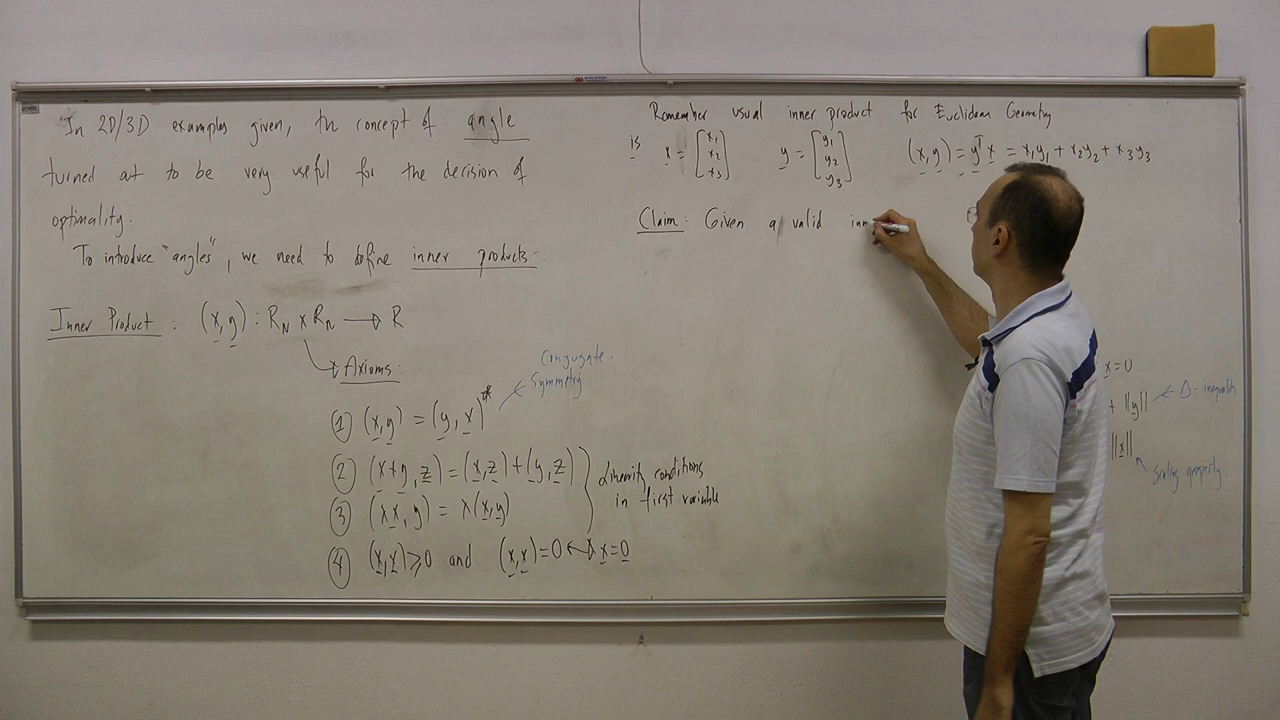 In 2D/3D examples given, th concept of angle
turned at to be very useful for the decision of
optimality.
To introduce "angles", we need to define inner products.
Inner Product : (x, y) : R_N x R_N → R
Axioms:
① (x, y) = (y, x)*
Conjugate
Symmetry
② (x+y, z) = (x, z) + (y, z)
③ (λx, y) = λ(x, y)
Linearity conditions
in first variable
④ (x, x) ≥ 0 and (x, x) = 0 ↔ x = 0
Remember usual inner product for Euclidean Geometry
is x = [x1 x2 x3] y = [y1 y2 y3] (x, y) = y^T x = x1y1 + x2y2 + x3y3
Claim: Given a valid inn
x = 0
+ ||y|| Δ-inequality
||x||
Scaling property